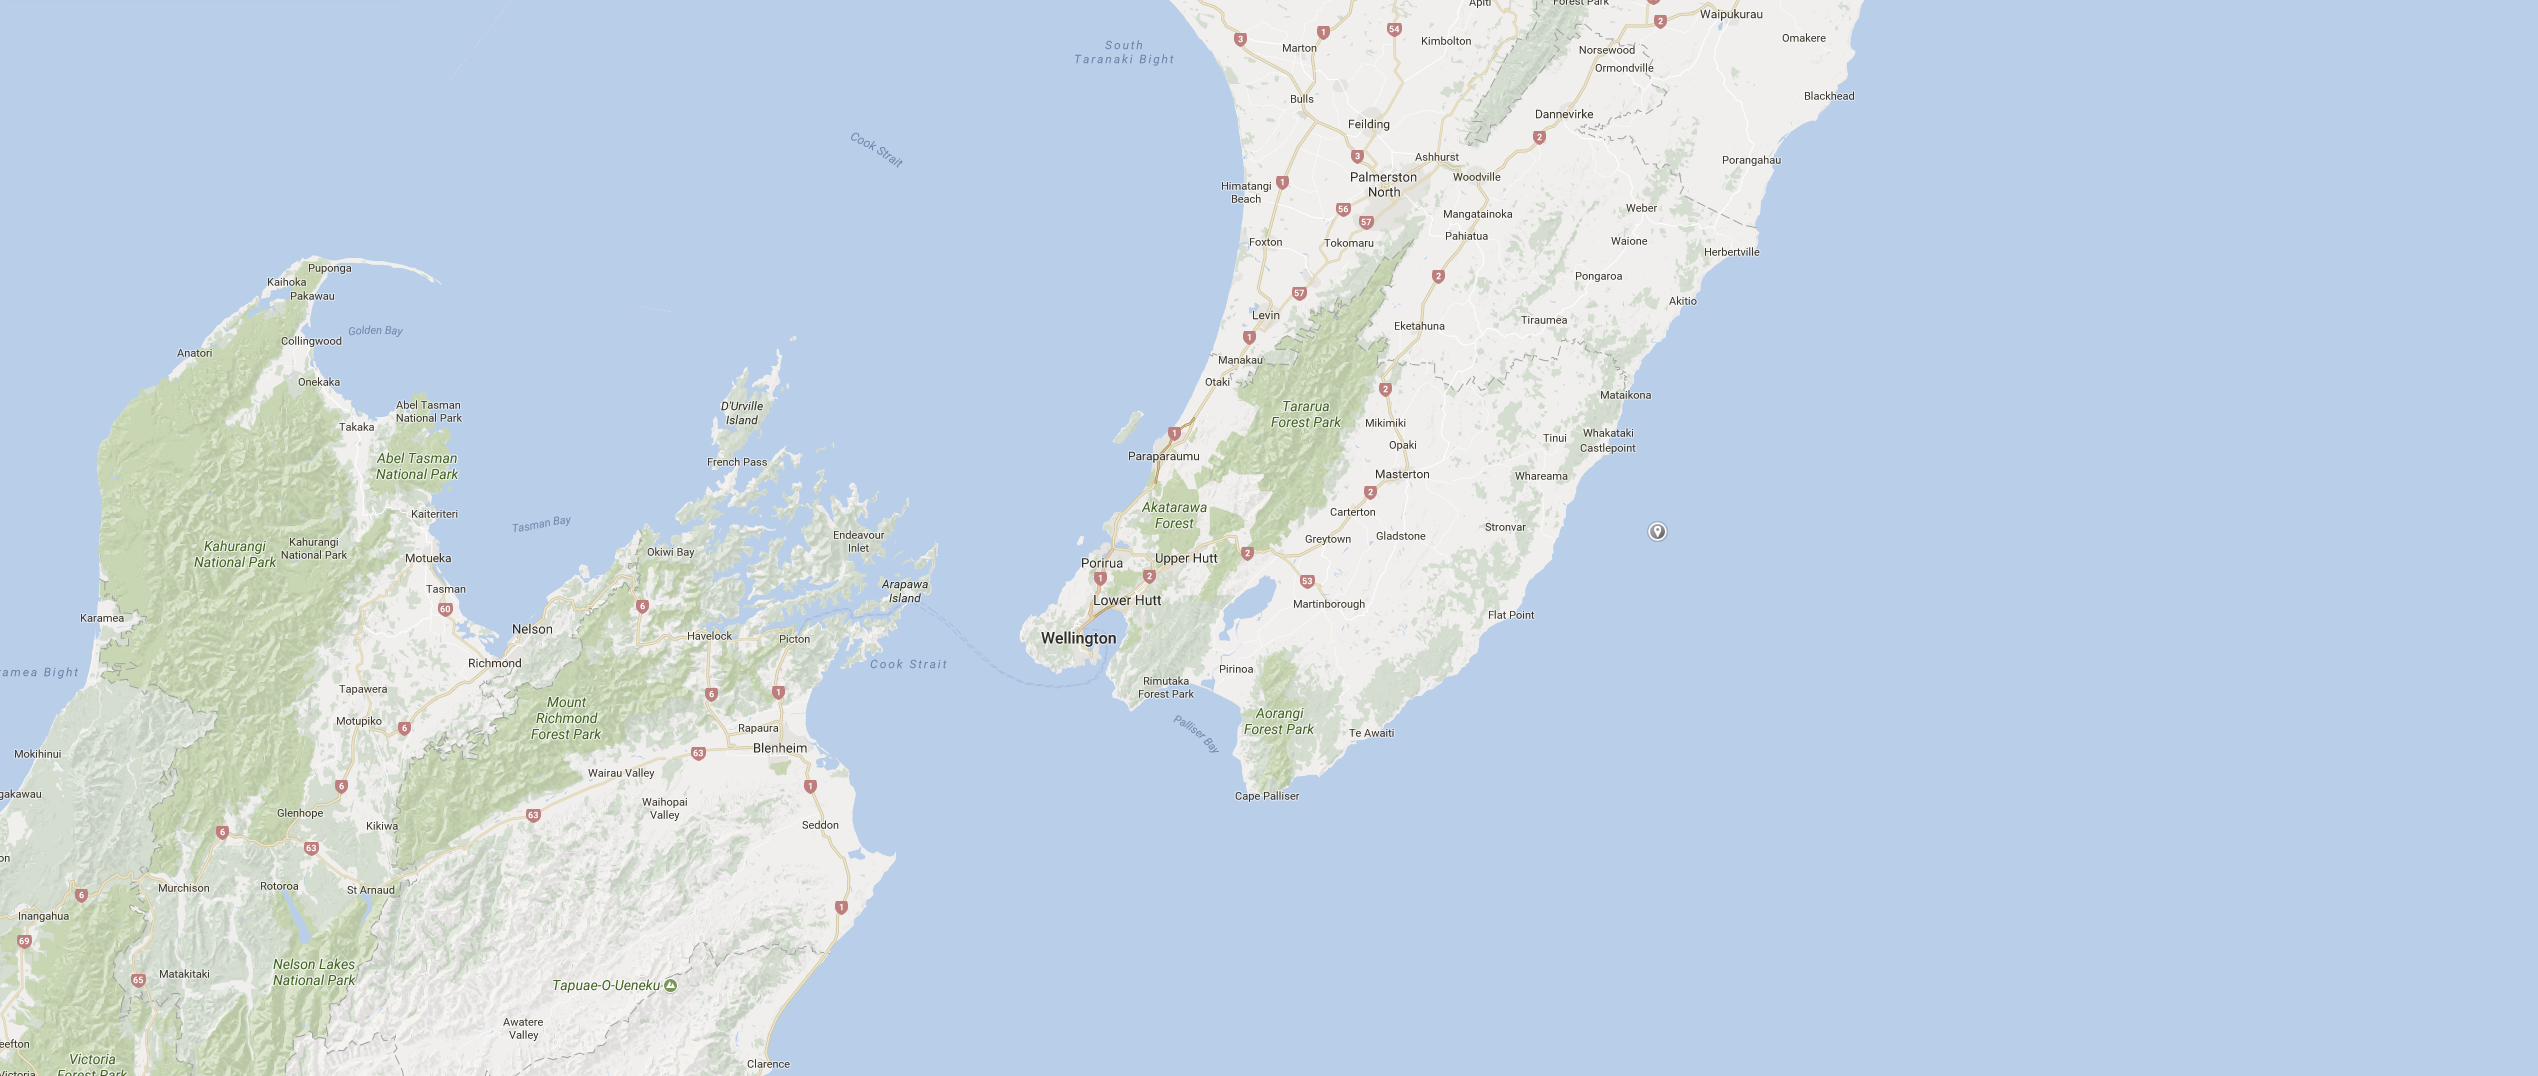 Apiti
Forest Park
2
Waipukurau
3
1
54
Kimbolton
Marton
Norsewood
Omakere
South
Taranaki Bight
Ormondville
Bulls
Blackhead
Feilding
Dannevirke
2
Cook Strait
3
Ashhurst
Porangahau
Palmerston
North
Woodville
Himatangi
Beach
1
56
57
Mangatainoka
Weber
Foxton
Tokomaru
Pahiatua
Waione
Herbertville
Puponga
Kaihoka
Pakawau
2
Pongaroa
57
Akitio
Levin
Eketahuna
Tiraumea
Golden Bay
Collingwood
1
Anatori
Manakau
Onekaka
Otaki
2
Mataikona
Abel Tasman
National Park
D'Urville
Island
Tararua
Forest Park
Takaka
1
Mikimiki
Tinui
Whakataki
Castlepoint
Opaki
Abel Tasman
National Park
French Pass
Paraparaumu
Masterton
Whareama
2
Kaiteriteri
Akatarawa
Forest
Carterton
Tasman Bay
Stronvar
Endeavour
Inlet
Greytown
Gladstone
Kahurangi
National Park
Kahurangi
National Park
Okiwi Bay
Motueka
Porirua
Upper Hutt
2
1
2
53
Tasman
Arapawa
Island
60
6
Lower Hutt
Martinborough
Karamea
Flat Point
Nelson
Havelock
Picton
Wellington
Richmond
Cook Strait
Pirinoa
amea Bight
Tapawera
6
1
Rimutaka
Forest Park
Mount
Richmond
Forest Park
Motupiko
6
Rapaura
Palliser Bay
Aorangi
Forest Park
Te Awaiti
Mokihinui
63
Blenheim
Wairau Valley
6
1
gakawau
Waihopai
Valley
Cape Palliser
Glenhope
63
Kikiwa
Seddon
6
63
on
Murchison
Rotoroa
St Arnaud
6
1
Inangahua
69
Nelson Lakes
National Park
65
Matakitaki
Tapuae-O-Ueneku
Awatere
Valley
eefton
Victoria
Forest Park
Clarence
Victoria